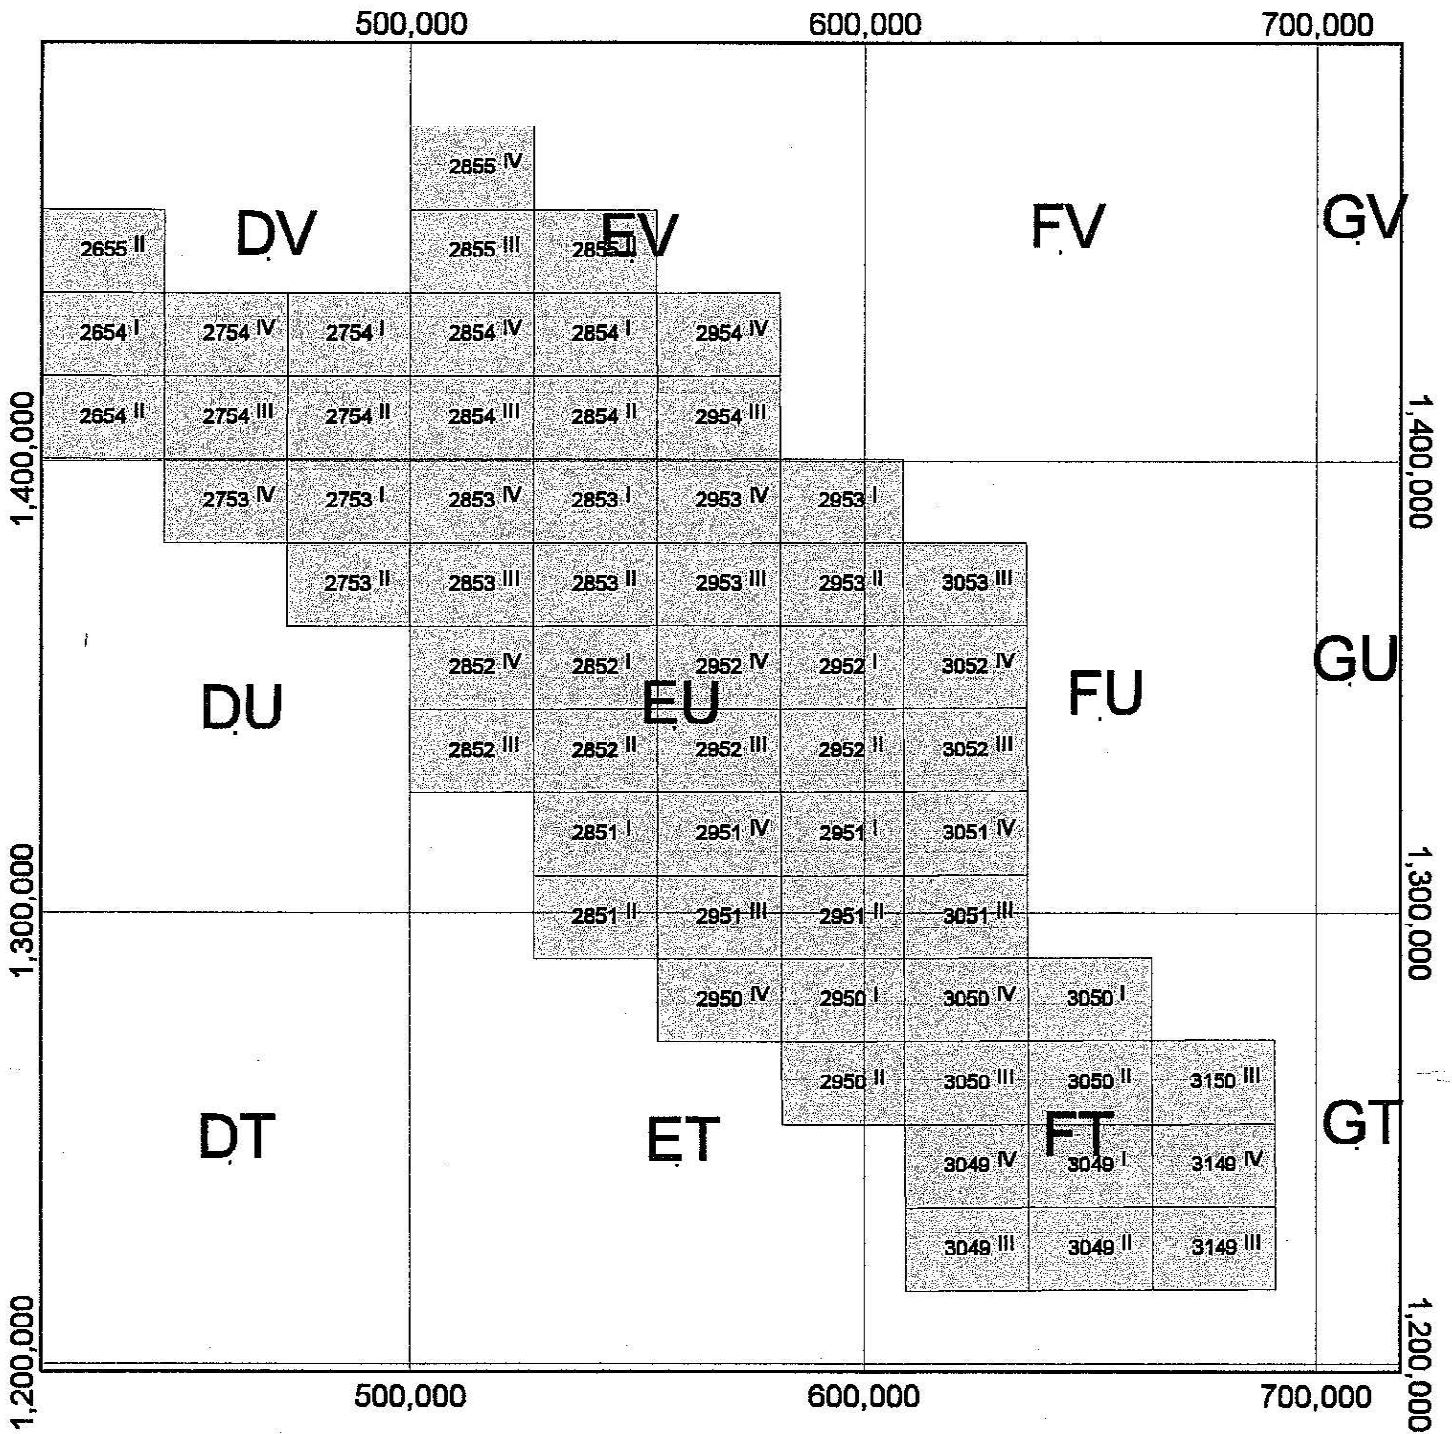 500,000 600,000 700,000
2855 IV
DV EV FV GV
2655 II 2855 III 2855 II
2654 I 2754 IV 2754 I 2854 IV 2854 I 2954 IV
2654 II 2754 III 2754 II 2854 III 2854 II 2954 III
1,400,000 1,400,000
2753 IV 2753 I 2853 IV 2853 I 2953 IV 2953 I
2753 II 2853 III 2853 II 2953 III 2953 II 3053 III
2852 IV 2852 I 2952 IV 2952 I 3052 IV
DU EU FU GU
2852 III 2852 II 2952 III 2952 II 3052 III
2851 I 2951 IV 2951 I 3051 IV
1,300,000 1,300,000
2851 II 2951 III 2951 II 3051 III
2950 IV 2950 I 3050 IV 3050 I
2950 II 3050 III 3050 II 3150 III
DT ET FT GT
3049 IV 3049 I 3149 IV
3049 III 3049 II 3149 III
1,200,000 1,200,000
500,000 600,000 700,000